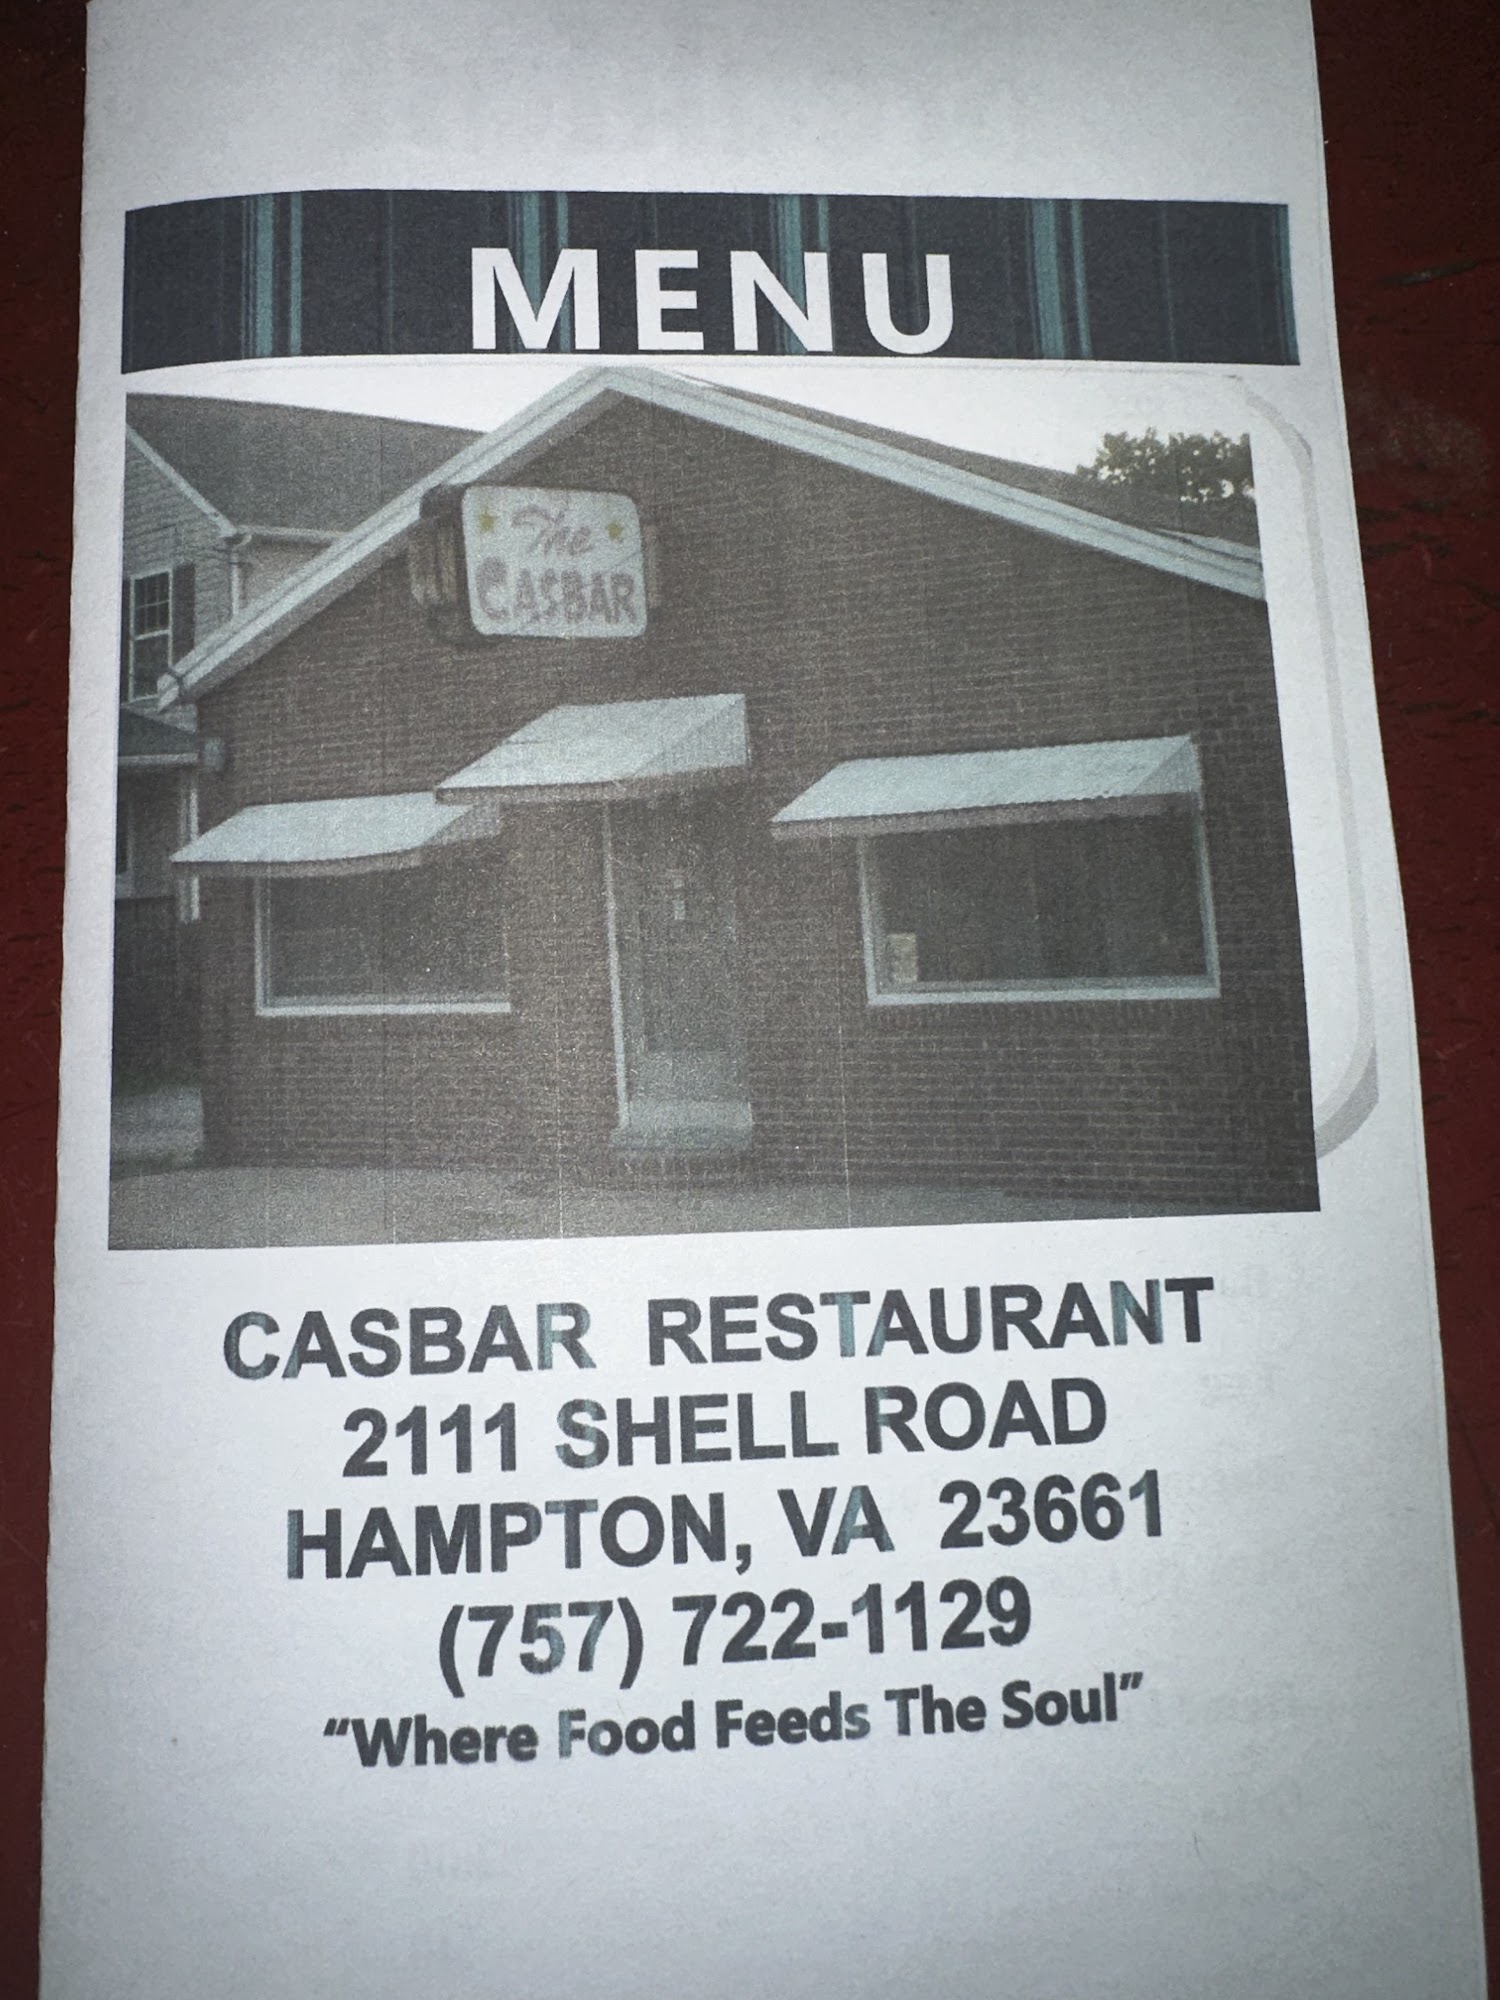 MENU
The
CASBAR
CASBAR RESTAURANT
2111 SHELL ROAD
HAMPTON, VA 23661
(757) 722-1129
"Where Food Feeds The Soul"